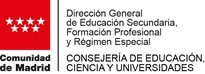 Dirección General
de Educación Secundaria,
Formación Profesional
y Régimen Especial
Comunidad
de Madrid
CONSEJERÍA DE EDUCACIÓN,
CIENCIA Y UNIVERSIDADES